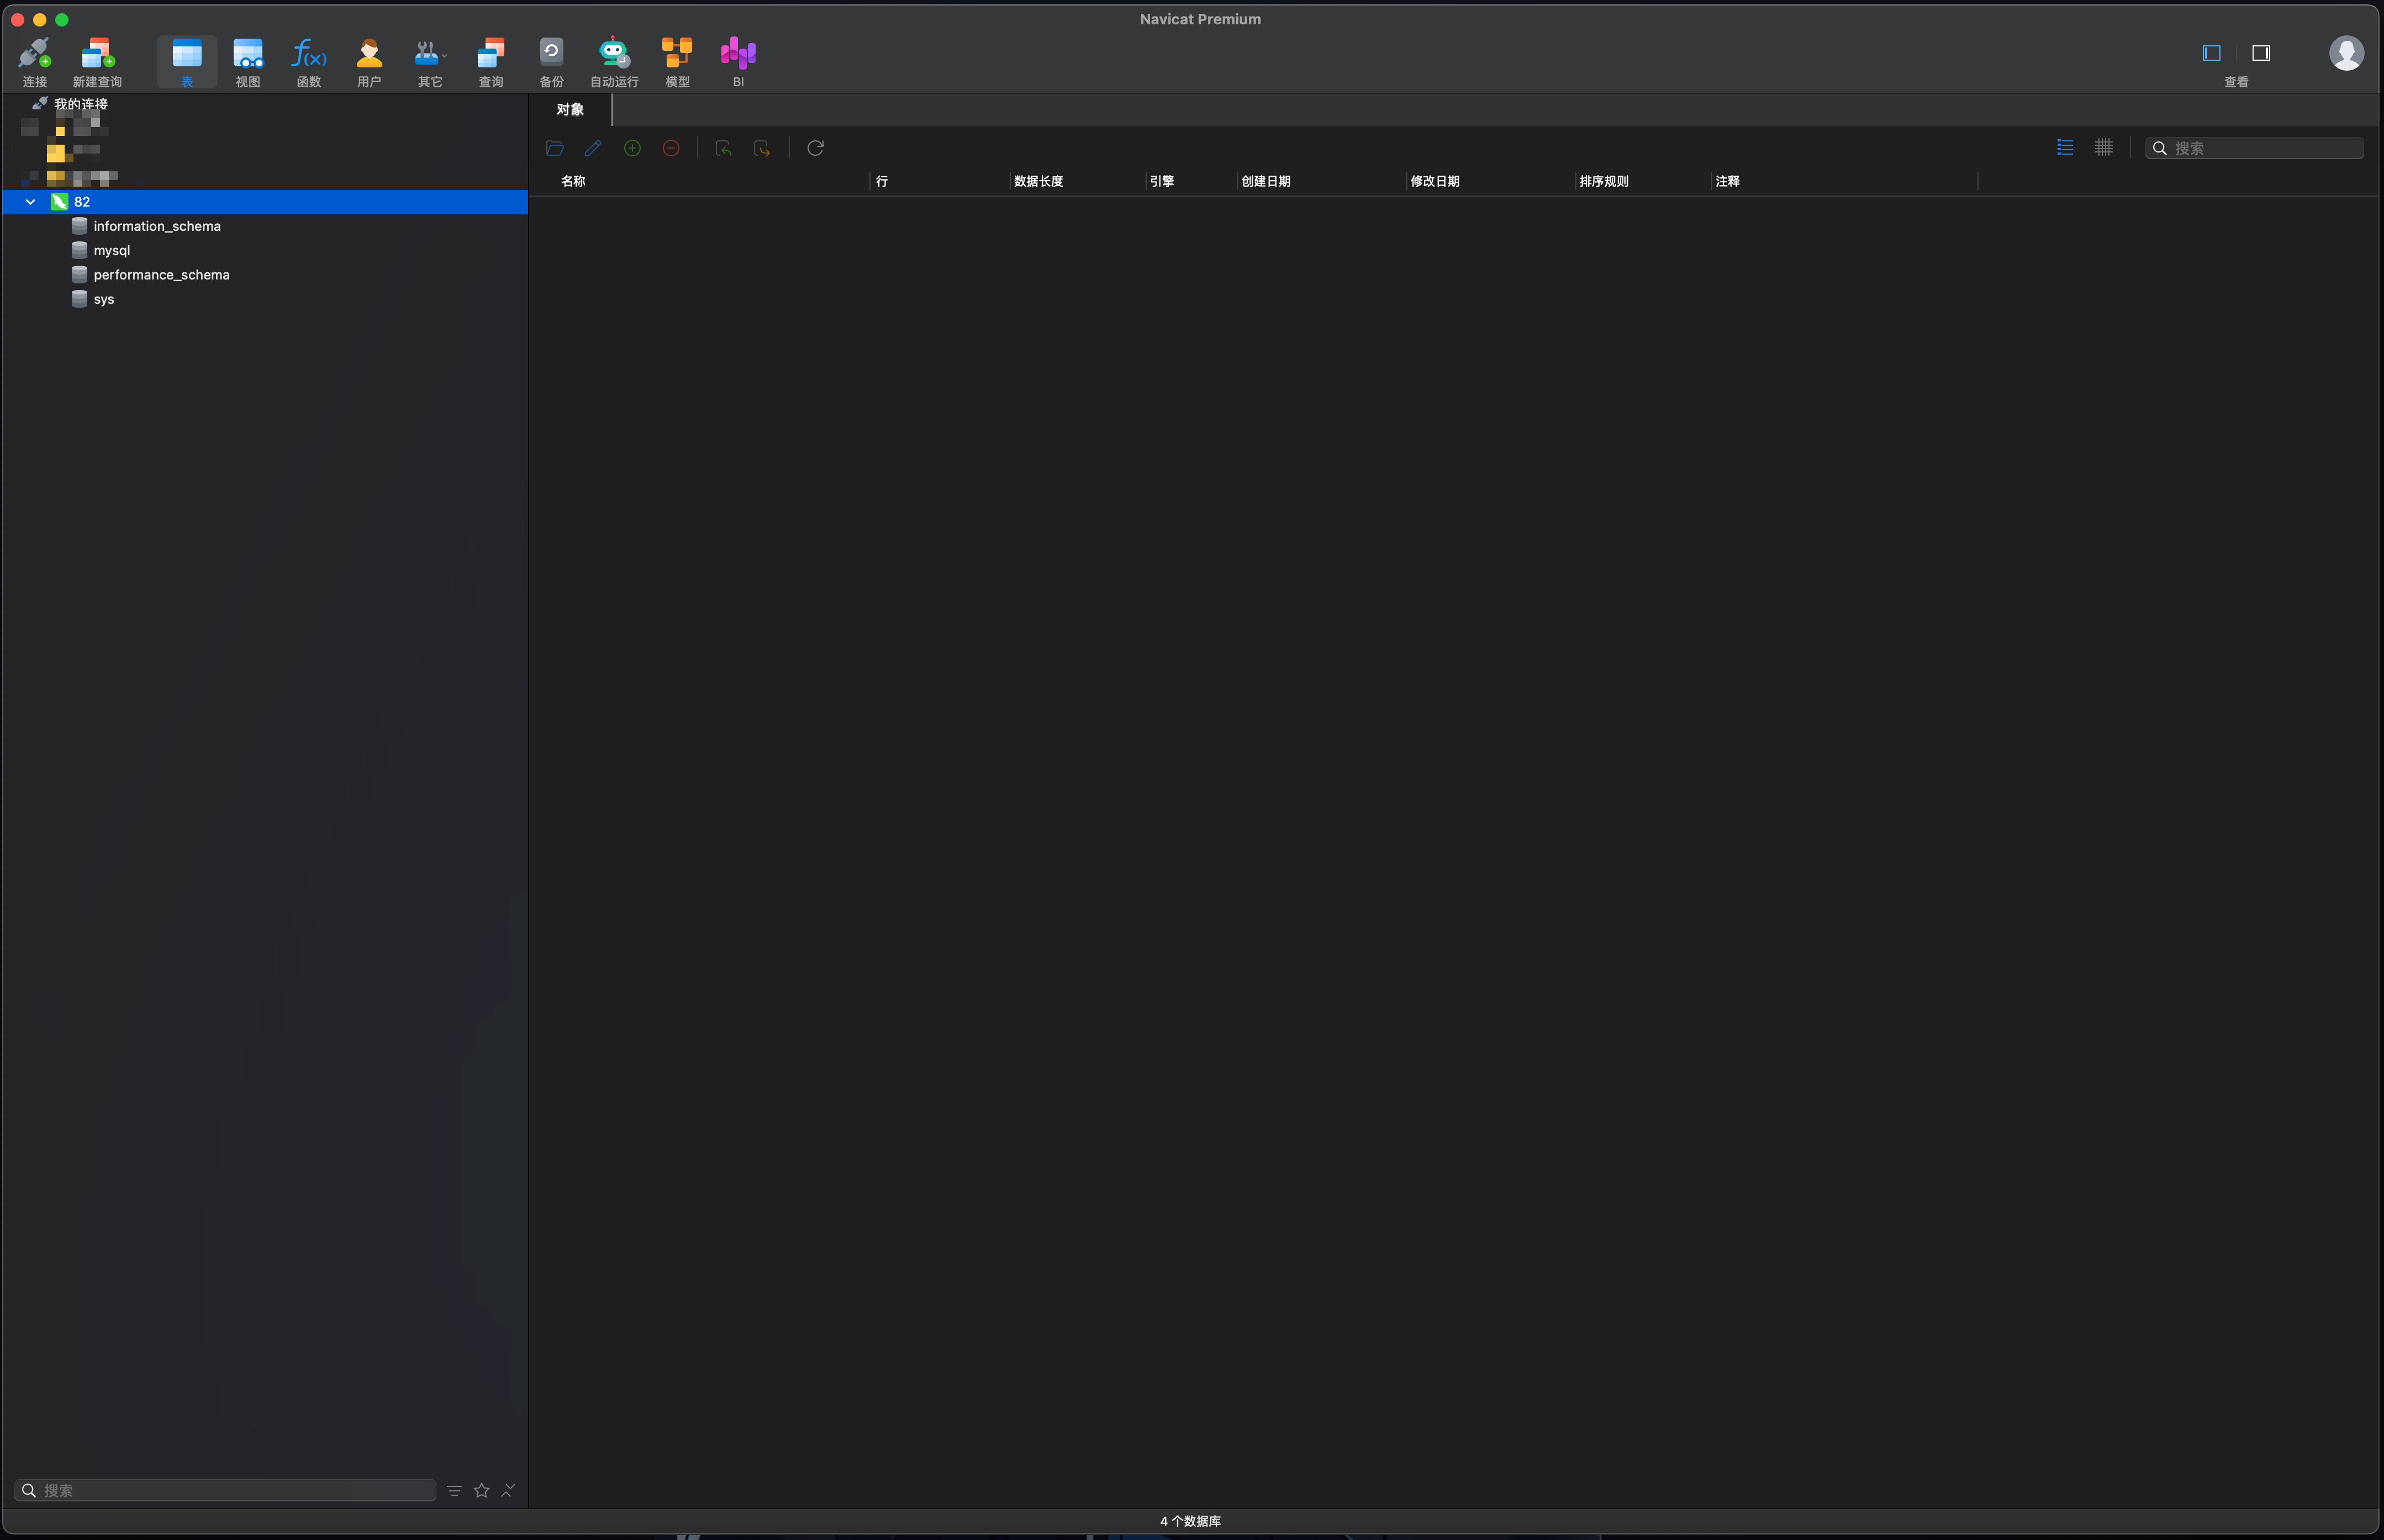 Navicat Premium
连接
新建查询
表
视图
函数
用户
其它
查询
备份
自动运行
模型
BI
查看
我的连接
对象
搜索
名称 行 数据长度 引擎 创建日期 修改日期 排序规则 注释
82
information_schema
mysql
performance_schema
sys
搜索
4 个数据库